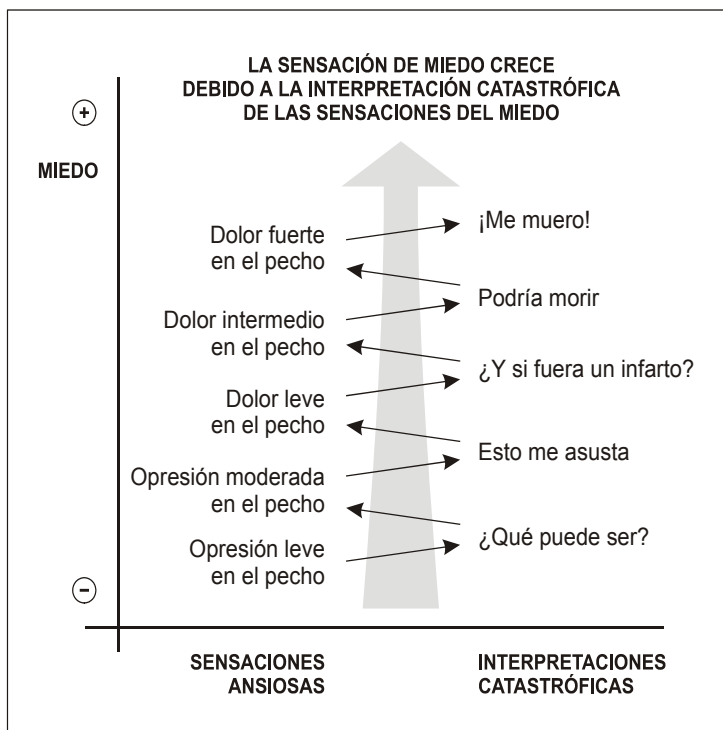 LA SENSACIÓN DE MIEDO CRECE
DEBIDO A LA INTERPRETACIÓN CATASTRÓFICA
DE LAS SENSACIONES DEL MIEDO
+
MIEDO
¡Me muero!
Dolor fuerte
en el pecho
Podría morir
Dolor intermedio
en el pecho
¿Y si fuera un infarto?
Dolor leve
en el pecho
Esto me asusta
Opresión moderada
en el pecho
¿Qué puede ser?
Opresión leve
en el pecho
−
SENSACIONES
ANSIOSAS
INTERPRETACIONES
CATASTRÓFICAS